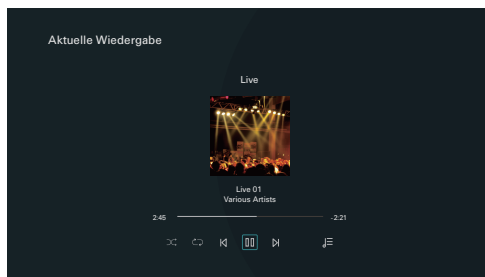 Aktuelle Wiedergabe
Live
Live 01
Various Artists
2:45
-2:21